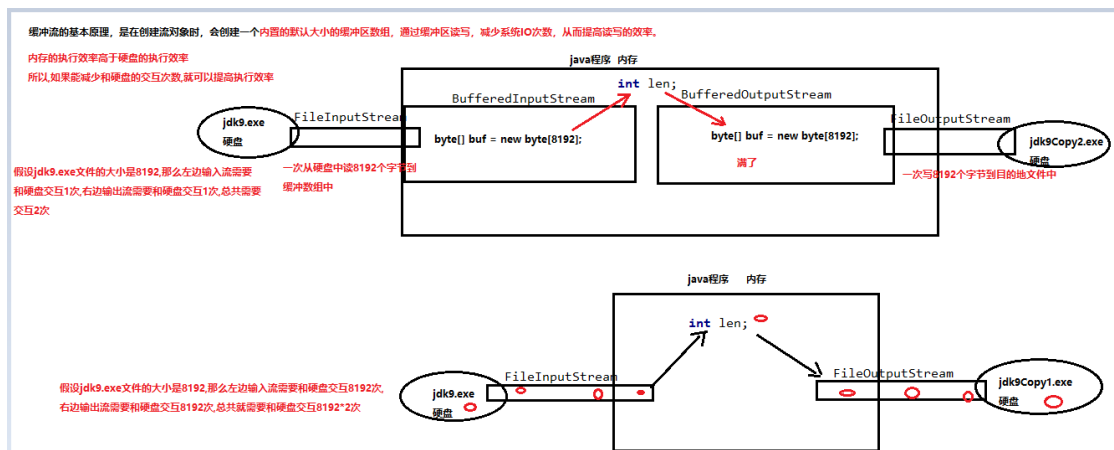 缓冲流的基本原理，是在创建流对象时，会创建一个内置的默认大小的缓冲区数组，通过缓冲区读写，减少系统IO次数，从而提高读写的效率。
内存的执行效率高于硬盘的执行效率
所以,如果能减少和硬盘的交互次数,就可以提高执行效率
java程序 内存
int len;
BufferedInputStream
BufferedOutputStream
FileInputStream
FileOutputStream
jdk9.exe
硬盘
byte[] buf = new byte[8192];
byte[] buf = new byte[8192];
满了
jdk9Copy2.exe
硬盘
假设jdk9.exe文件的大小是8192,那么左边输入流需要
和硬盘交互1次,右边输出流需要和硬盘交互1次,总共需要
交互2次
一次从硬盘中读8192个字节到
缓冲数组中
一次写8192个字节到目的地文件中
java程序 内存
int len;
FileInputStream
FileOutputStream
jdk9.exe
硬盘
jdk9Copy1.exe
硬盘
假设jdk9.exe文件的大小是8192,那么左边输入流需要和硬盘交互8192次,
右边输出流需要和硬盘交互8192次,总共就需要和硬盘交互8192*2次